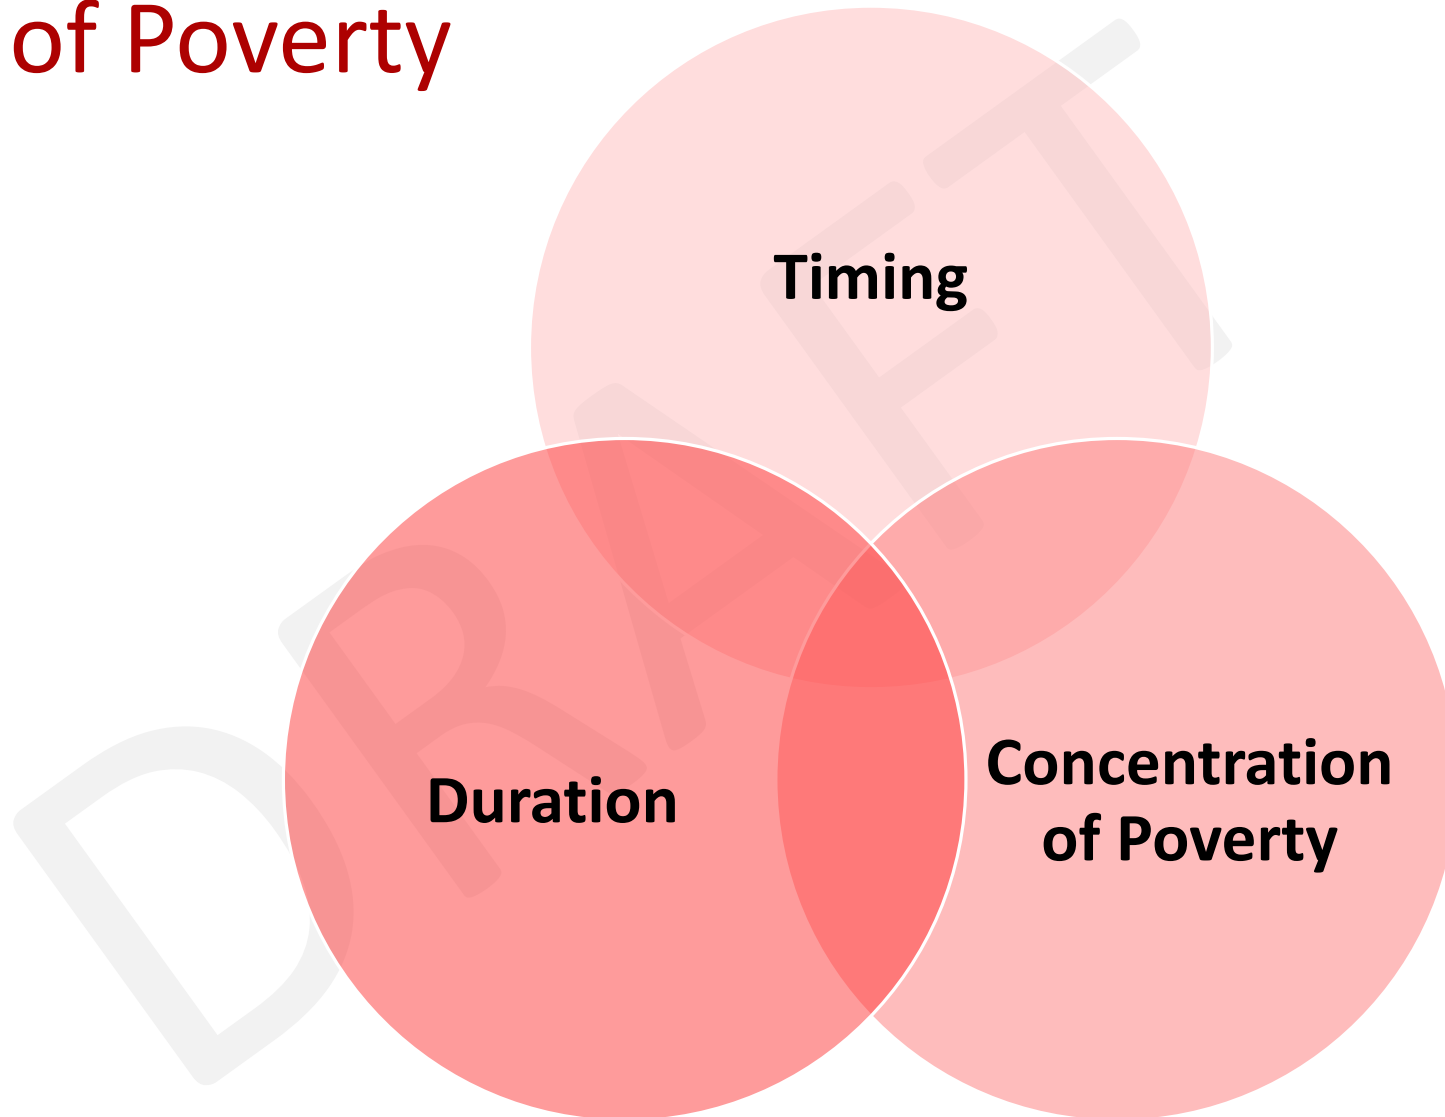 of Poverty
Timing
Duration
Concentration
of Poverty
DRAFT